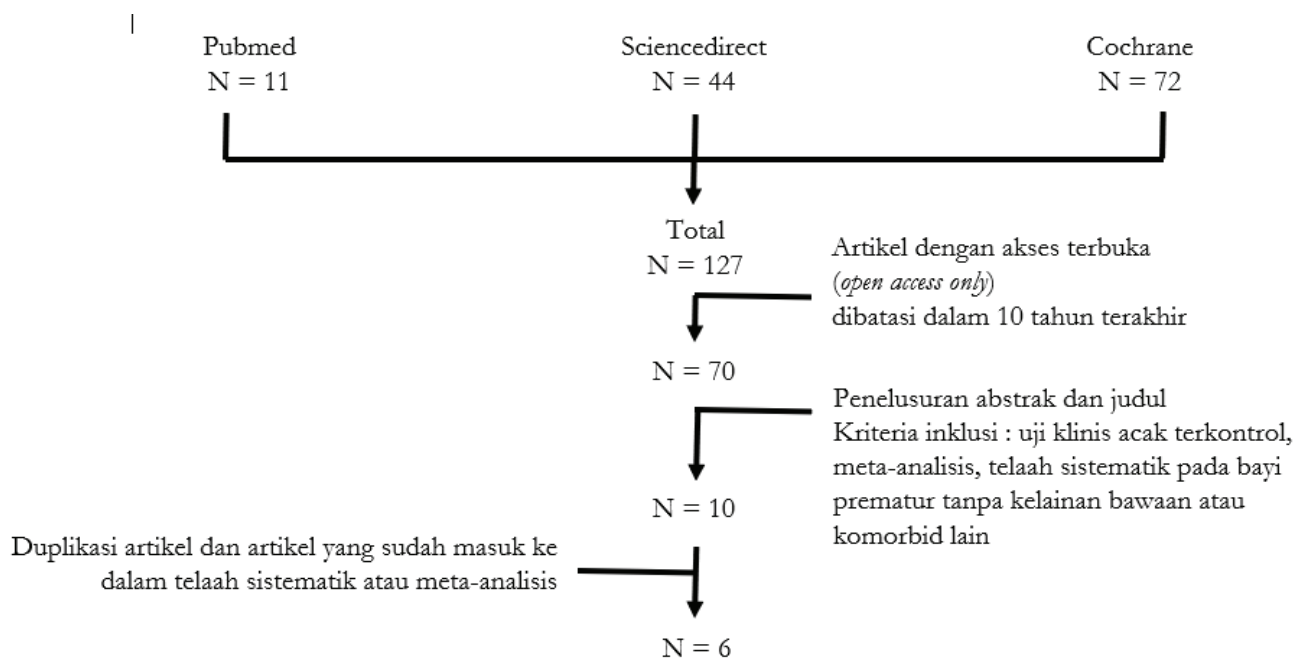 Pubmed
N = 11
Sciencedirect
N = 44
Cochrane
N = 72
Total
N = 127
Artikel dengan akses terbuka
(open access only)
dibatasi dalam 10 tahun terakhir
N = 70
Penelusuran abstrak dan judul
Kriteria inklusi : uji klinis acak terkontrol,
meta-analisis, telaah sistematik pada bayi
prematur tanpa kelainan bawaan atau
komorbid lain
N = 10
Duplikasi artikel dan artikel yang sudah masuk ke
dalam telaah sistematik atau meta-analisis
N = 6